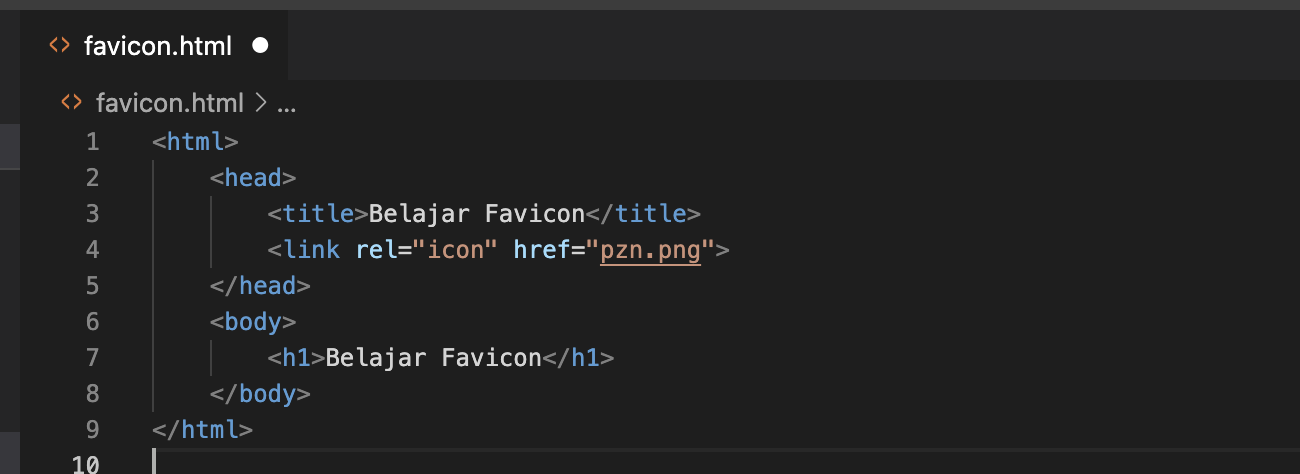 favicon.html
favicon.html > ...
1 <html>
2     <head>
3         <title>Belajar Favicon</title>
4         <link rel="icon" href="pzn.png">
5     </head>
6     <body>
7         <h1>Belajar Favicon</h1>
8     </body>
9 </html>
10